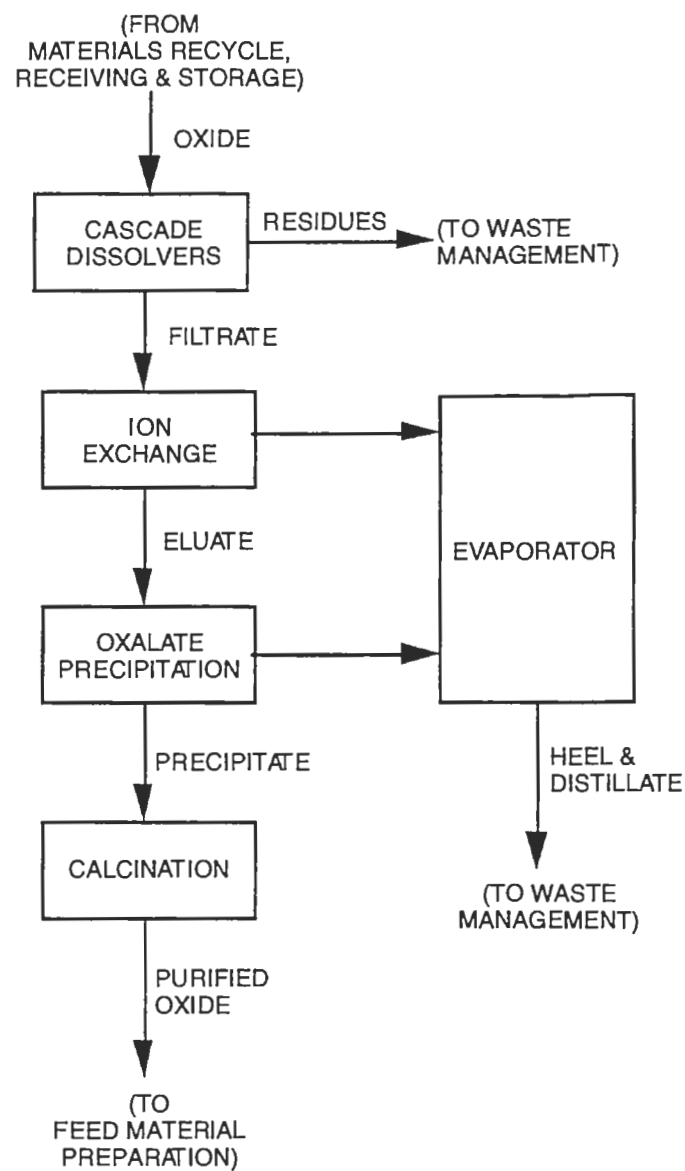 (FROM
MATERIALS RECYCLE,
RECEIVING & STORAGE)
OXIDE
CASCADE
DISSOLVERS
RESIDUES
(TO WASTE
MANAGEMENT)
FILTRATE
ION
EXCHANGE
ELUATE
EVAPORATOR
OXALATE
PRECIPITATION
PRECIPITATE
HEEL &
DISTILLATE
CALCINATION
(TO WASTE
MANAGEMENT)
PURIFIED
OXIDE
(TO
FEED MATERIAL
PREPARATION)